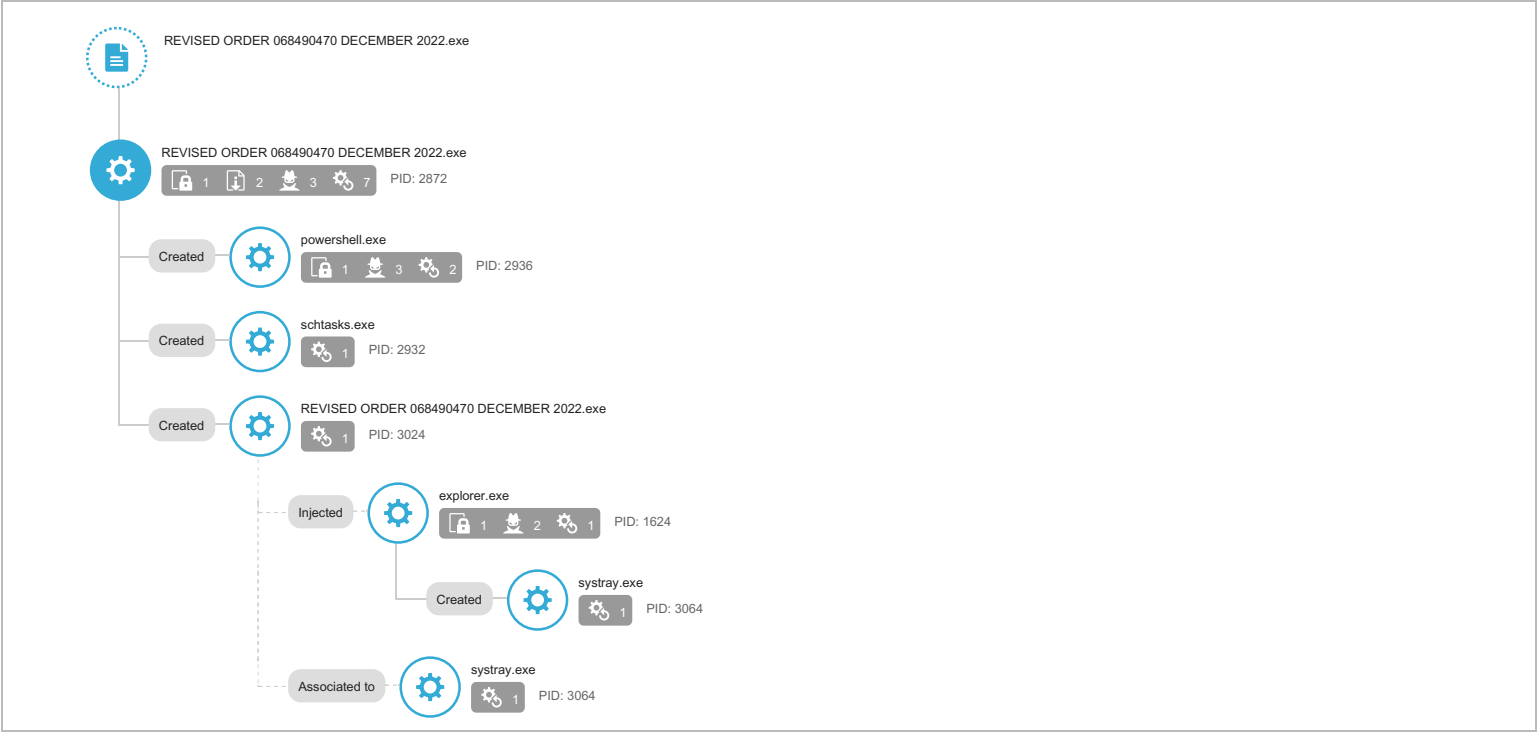 REVISED ORDER 068490470 DECEMBER 2022.exe
REVISED ORDER 068490470 DECEMBER 2022.exe
1 2 3 7 PID: 2872
Created
powershell.exe
1 3 2 PID: 2936
Created
schtasks.exe
1 PID: 2932
Created
REVISED ORDER 068490470 DECEMBER 2022.exe
1 PID: 3024
Injected
explorer.exe
1 2 1 PID: 1624
Created
systray.exe
1 PID: 3064
Associated to
systray.exe
1 PID: 3064